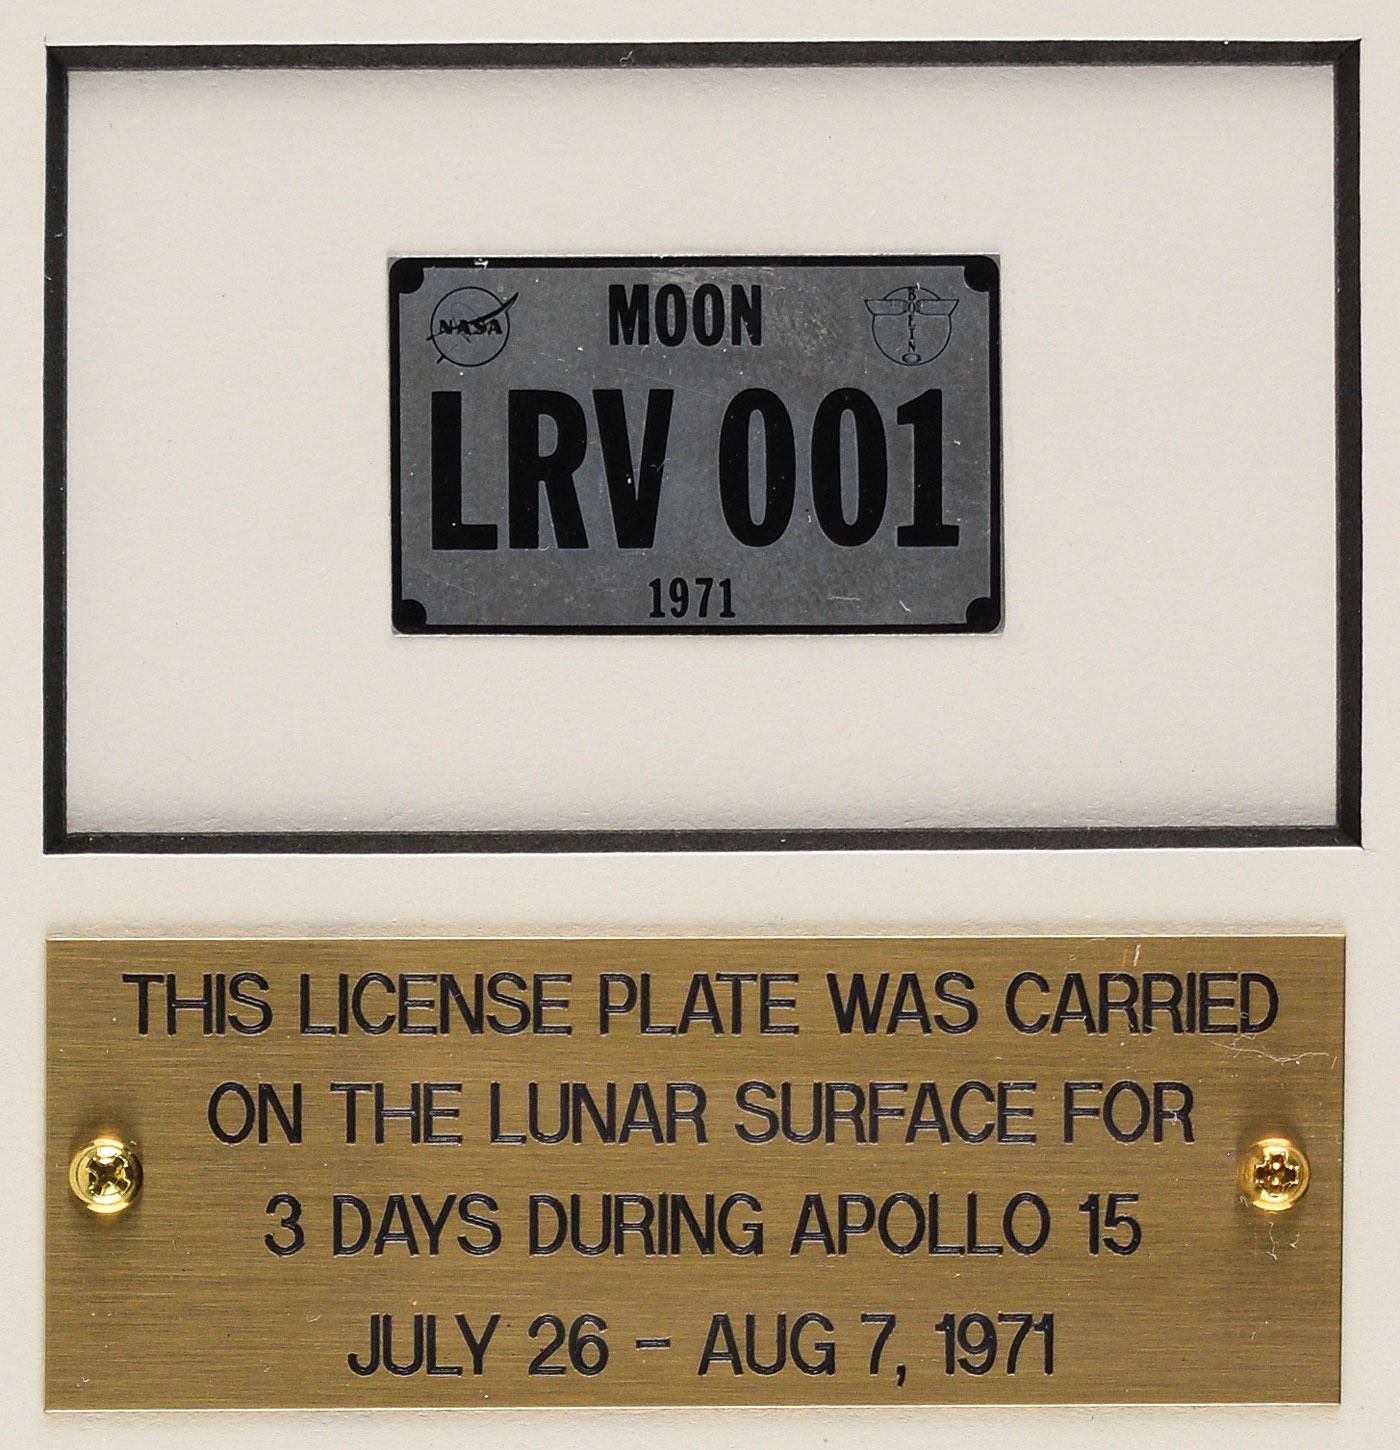 NASA
MOON
BOEING
LRV 001
1971
THIS LICENSE PLATE WAS CARRIED
ON THE LUNAR SURFACE FOR
3 DAYS DURING APOLLO 15
JULY 26 – AUG 7, 1971